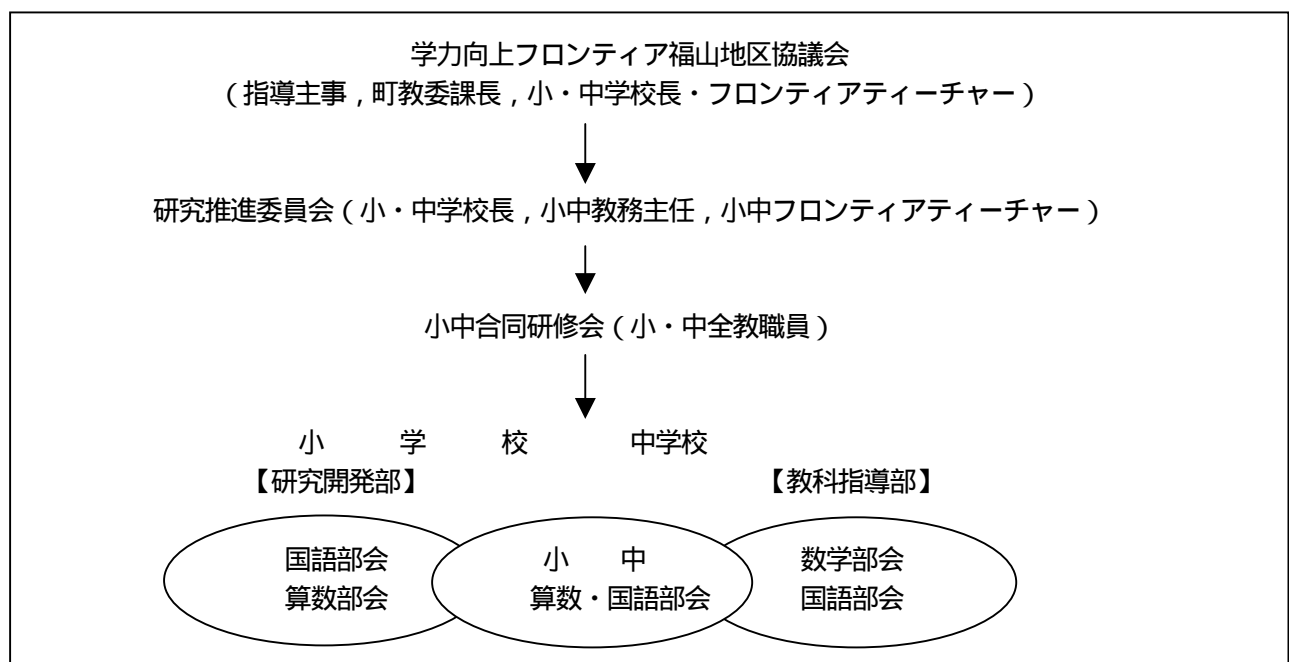 学力向上フロンティア福山地区協議会
（指導主事，町教委課長，小・中学校長・フロンティアティーチャー）
研究推進委員会（小・中学校長，小中教務主任，小中フロンティアティーチャー）
小中合同研修会（小・中全教職員）
小　学　校　中学校
【研究開発部】　【教科指導部】
国語部会　小　中　数学部会
算数部会　算数・国語部会　国語部会